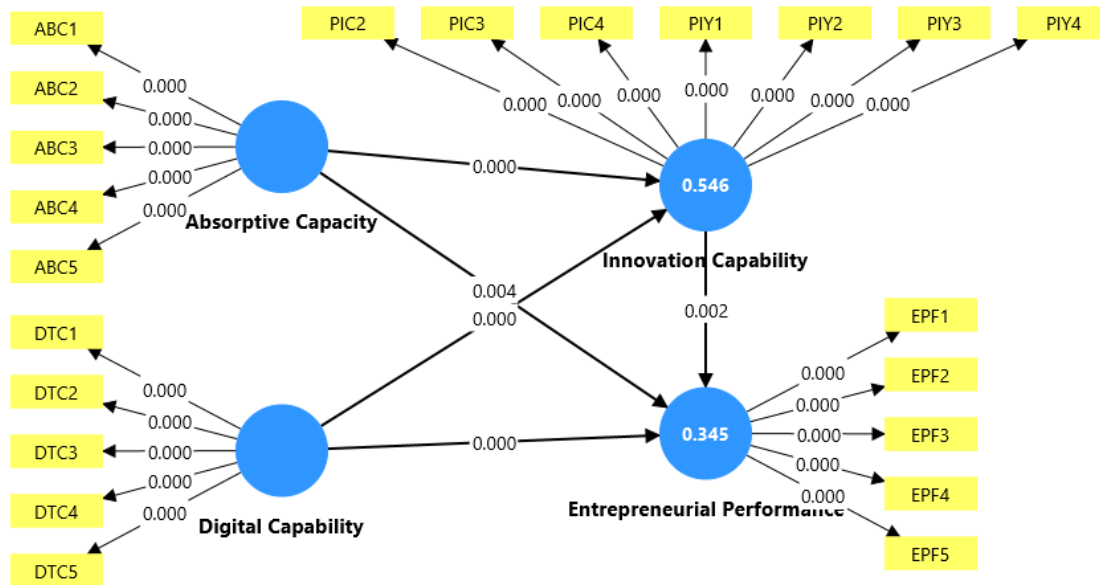 ABC1
ABC2
ABC3
ABC4
ABC5
0.000
0.000
0.000
0.000
0.000
Absorptive Capacity
PIC2
PIC3
PIC4
PIY1
PIY2
PIY3
PIY4
0.000
0.000
0.000
0.000
0.000
0.000
0.000
0.000
0.546
Innovation Capability
0.004
0.000
0.002
DTC1
DTC2
DTC3
DTC4
DTC5
0.000
0.000
0.000
0.000
0.000
Digital Capability
0.000
0.345
Entrepreneurial Performance
EPF1
EPF2
EPF3
EPF4
EPF5
0.000
0.000
0.000
0.000
0.000